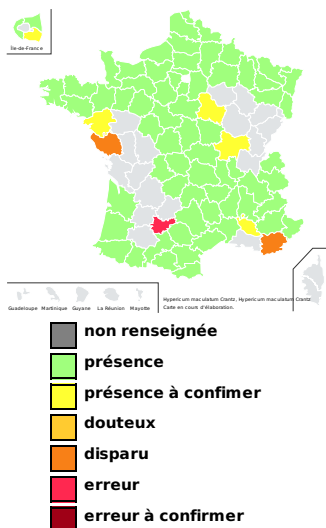 Île-de-France
Guadeloupe Martinique Guyane La Réunion Mayotte
Hypericum maculatum Crantz, Hypericum maculatum Crantz
Carte en cours d'élaboration.
non renseignée
présence
présence à confimer
douteux
disparu
erreur
erreur à confirmer